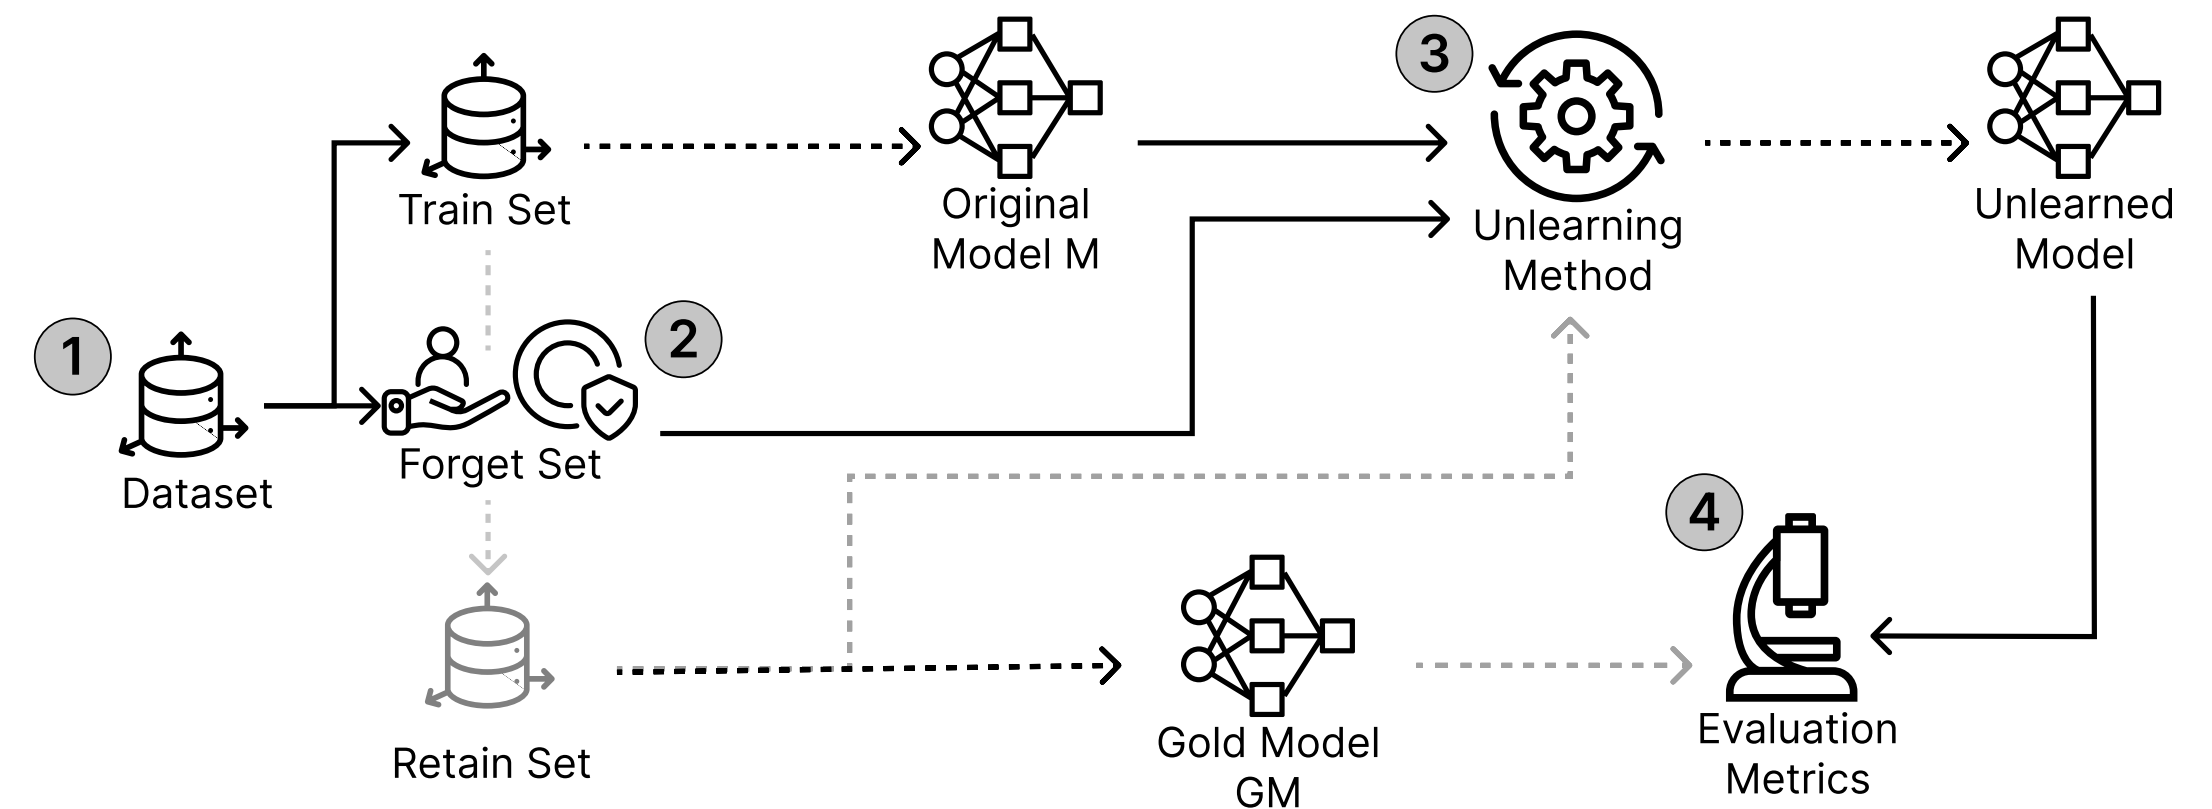 3
Train Set
Original
Model M
Unlearning
Method
Unlearned
Model
1
2
Dataset
Forget Set
4
Retain Set
Gold Model
GM
Evaluation
Metrics